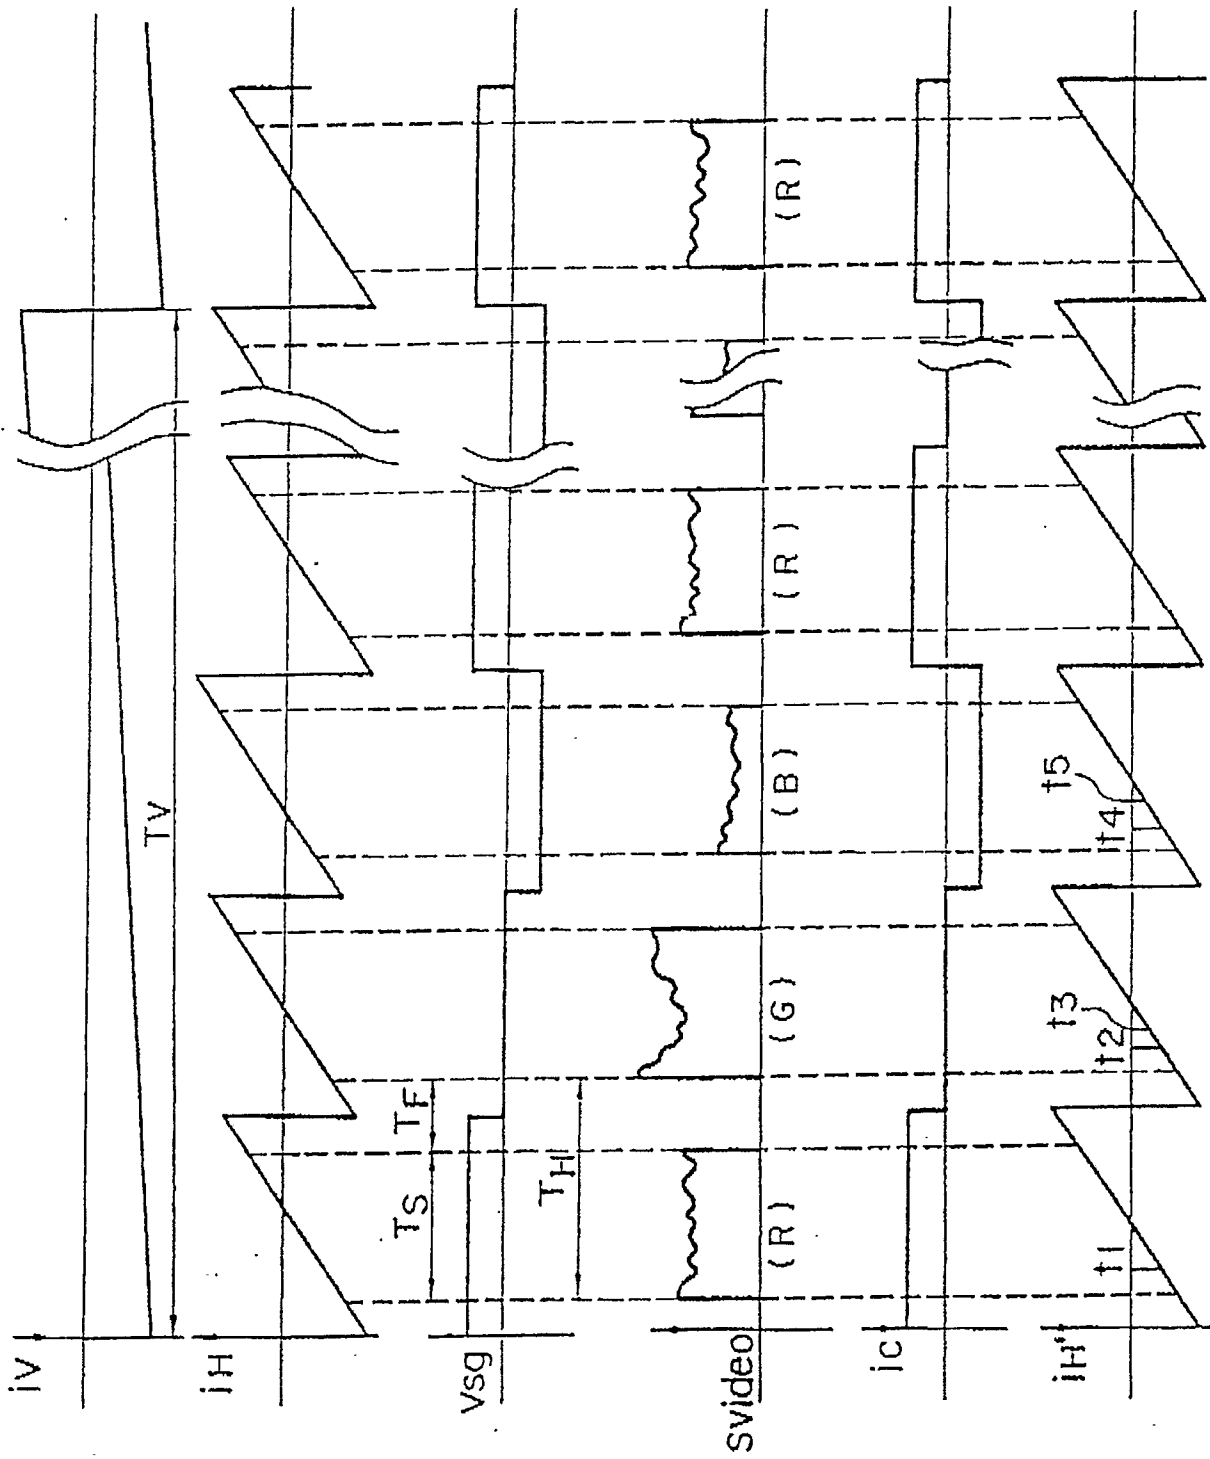 iV
TV
iH
TS
TF
Vsg
TH
Svideo
(R)
(G)
(B)
(R)
(R)
ic
iH'
t1
t2
t3
t4
t5